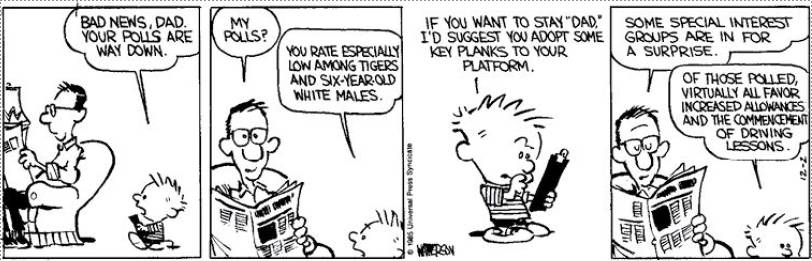 BAD NEWS, DAD.
YOUR POLLS ARE
WAY DOWN.
MY
POLLS?
YOU RATE ESPECIALLY
LOW AMONG TIGERS
AND SIX-YEAR-OLD
WHITE MALES.
© 1985 Universal Press Syndicate
IF YOU WANT TO STAY "DAD,"
I'D SUGGEST YOU ADOPT SOME
KEY PLANKS TO YOUR
PLATFORM.
WATTERSON
SOME SPECIAL INTEREST
GROUPS ARE IN FOR
A SURPRISE.
OF THOSE POLLED,
VIRTUALLY ALL FAVOR
INCREASED ALLOWANCES
AND THE COMMENCEMENT
OF DRIVING
LESSONS.